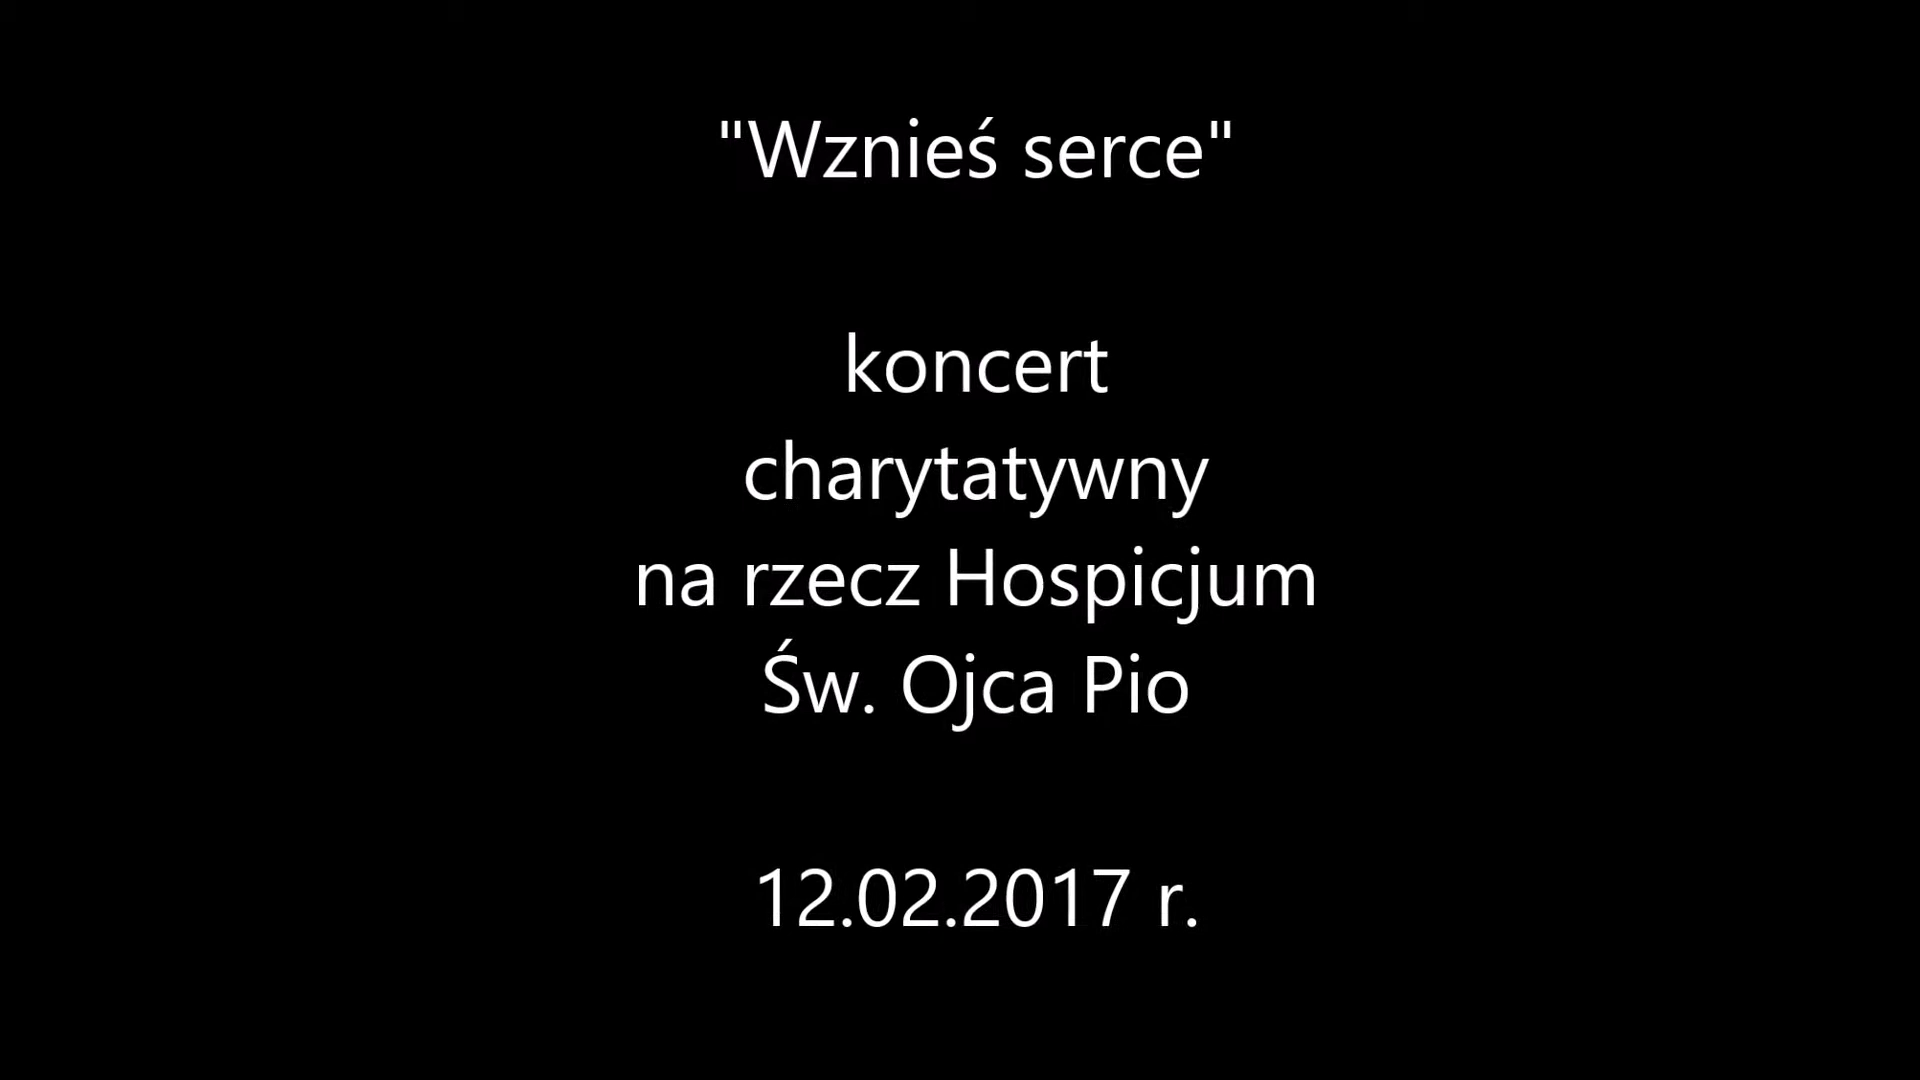 "Wznieś serce"
koncert
charytatywny
na rzecz Hospicjum
Św. Ojca Pio
12.02.2017 r.